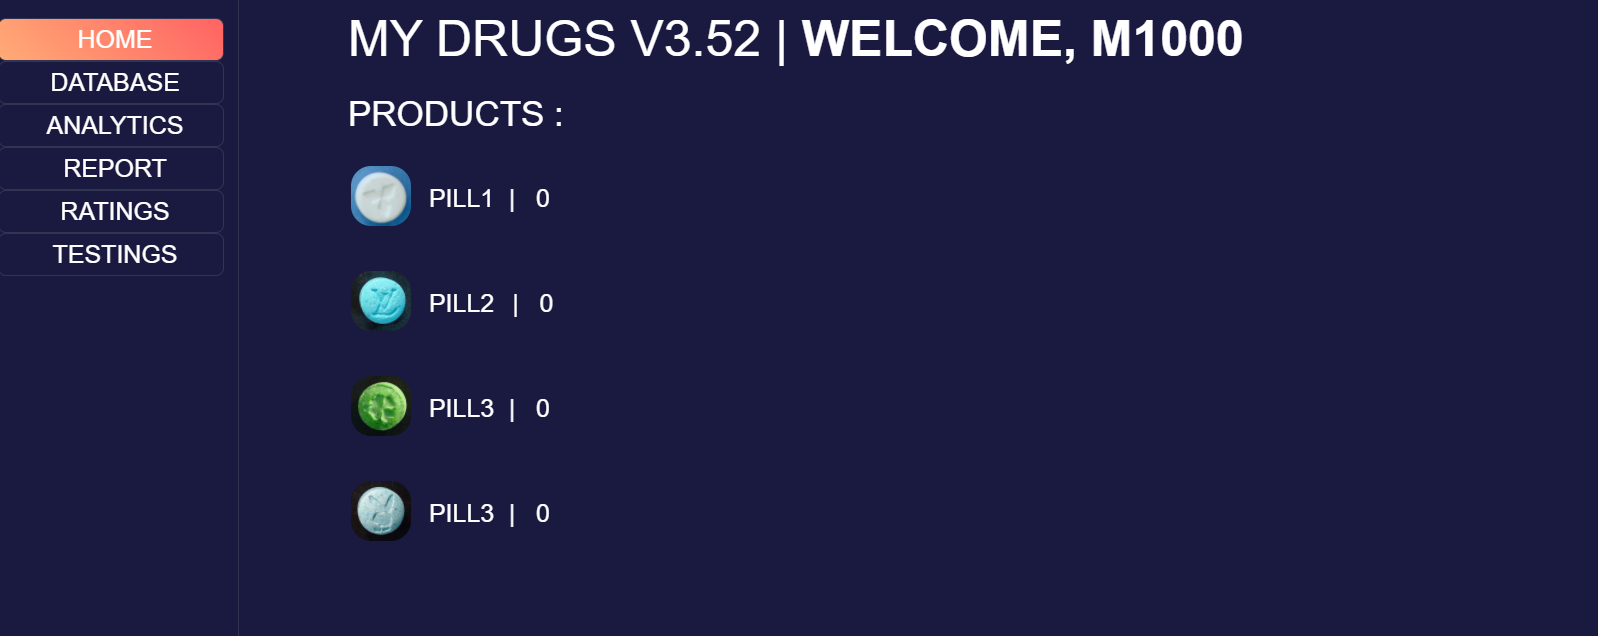 HOME
DATABASE
ANALYTICS
REPORT
RATINGS
TESTINGS
MY DRUGS V3.52 | WELCOME, M1000
PRODUCTS :
PILL1 | 0
PILL2 | 0
PILL3 | 0
PILL3 | 0